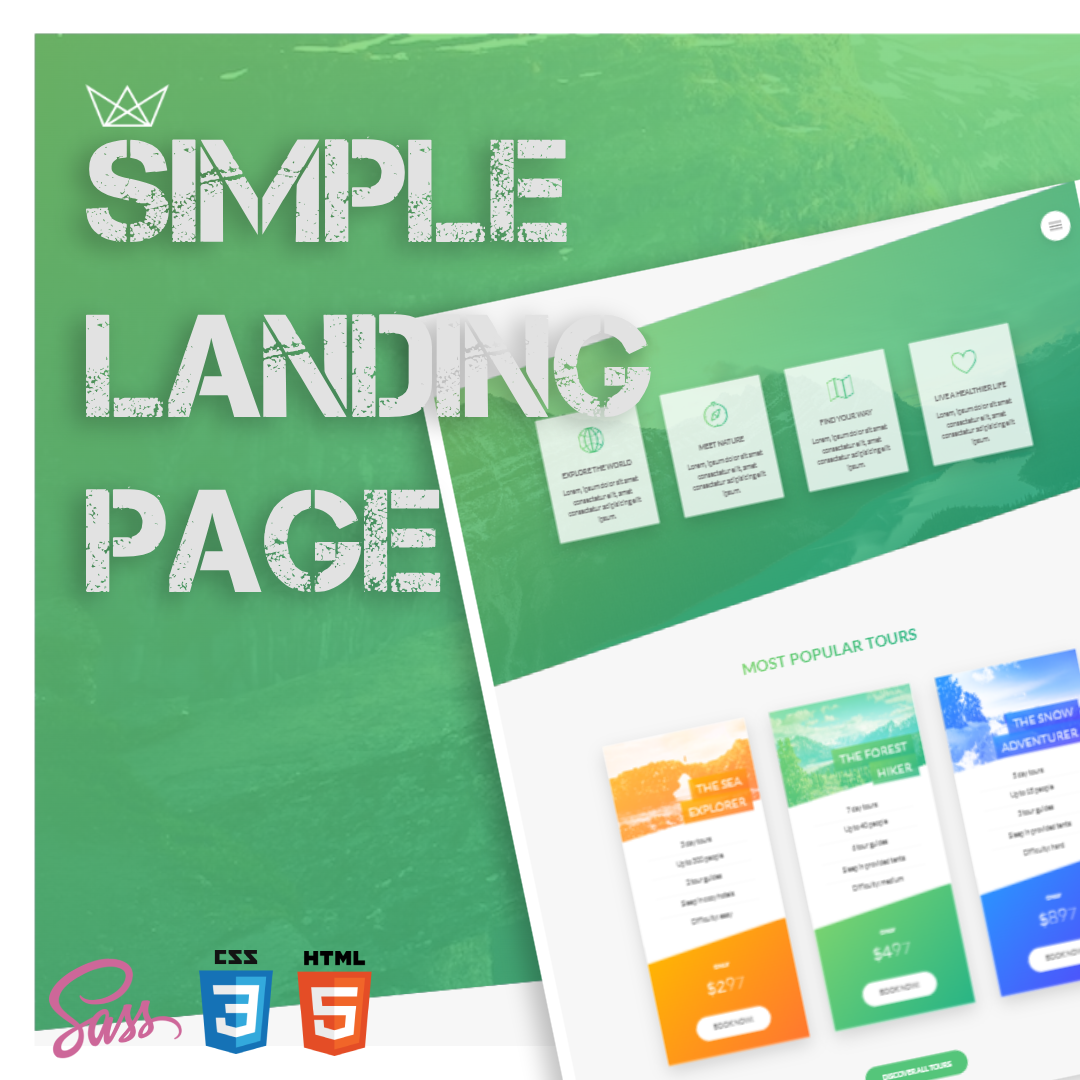 SIMPLE
LANDING
PAGE
EXPLORE THE WORLD
Lorem, ipsum dolor sit amet
consectetur elit, amet
consectetur adipisicing elit
ipsum.
MEET NATURE
Lorem, ipsum dolor sit amet
consectetur elit, amet
consectetur adipisicing elit
ipsum.
FIND YOUR WAY
Lorem, ipsum dolor sit amet
consectetur elit, amet
consectetur adipisicing elit
ipsum.
LIVE A HEALTHIER LIFE
Lorem, ipsum dolor sit amet
consectetur elit, amet
consectetur adipisicing elit
ipsum.
MOST POPULAR TOURS
THE SEA
EXPLORER
3 day tours
Up to 300 people
2 tour guides
Sleep in cozy hotels
Difficulty: easy
$297
BOOK NOW!
THE FOREST
HIKER
7 day tours
Up to 40 people
6 tour guides
Sleep in provided tents
Difficulty: medium
$497
BOOK NOW!
THE SNOW
ADVENTURER
5 day tours
Up to 15 people
3 tour guides
Sleep in provided tents
Difficulty: hard
$897
BOOK NOW!
DISCOVER ALL TOURS
Sass
CSS
3
HTML
5